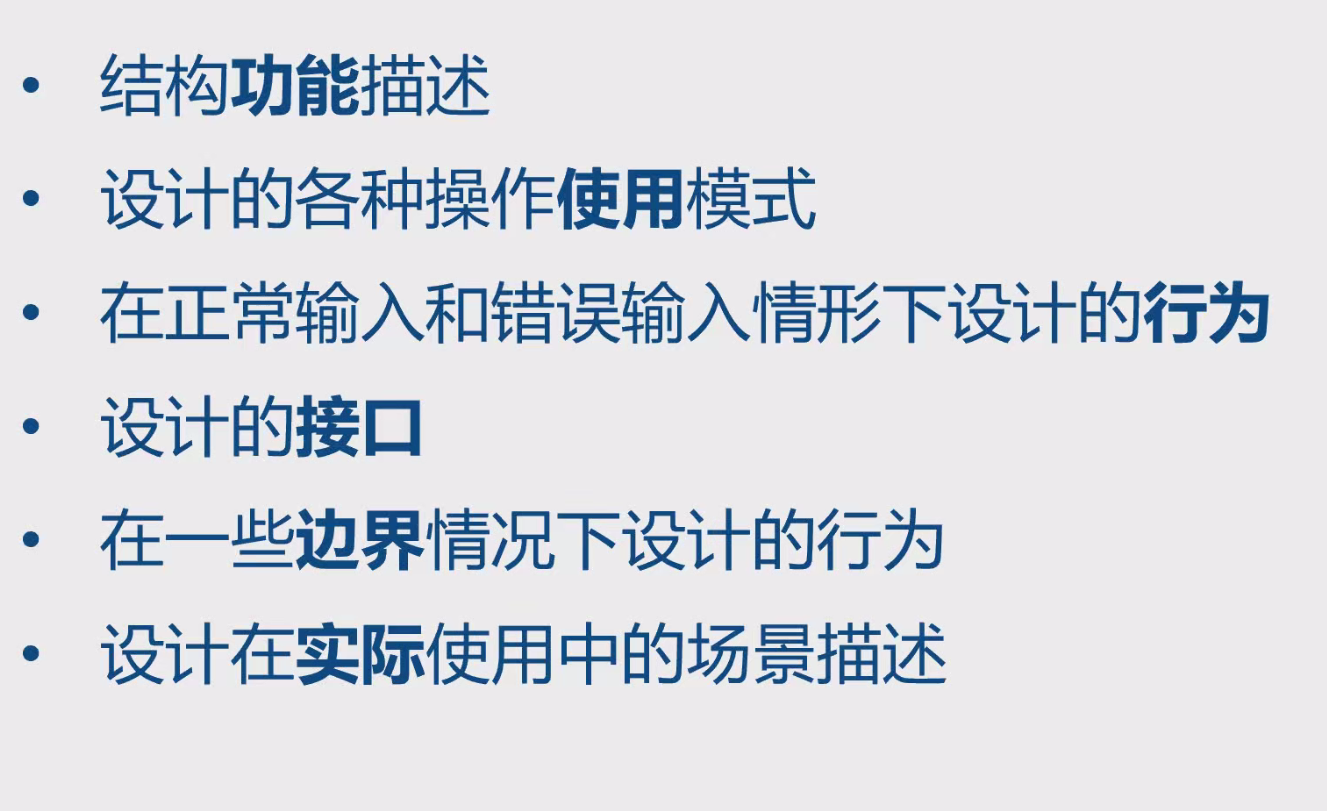 • 结构功能描述
• 设计的各种操作使用模式
• 在正常输入和错误输入情形下设计的行为
• 设计的接口
• 在一些边界情况下设计的行为
• 设计在实际使用中的场景描述